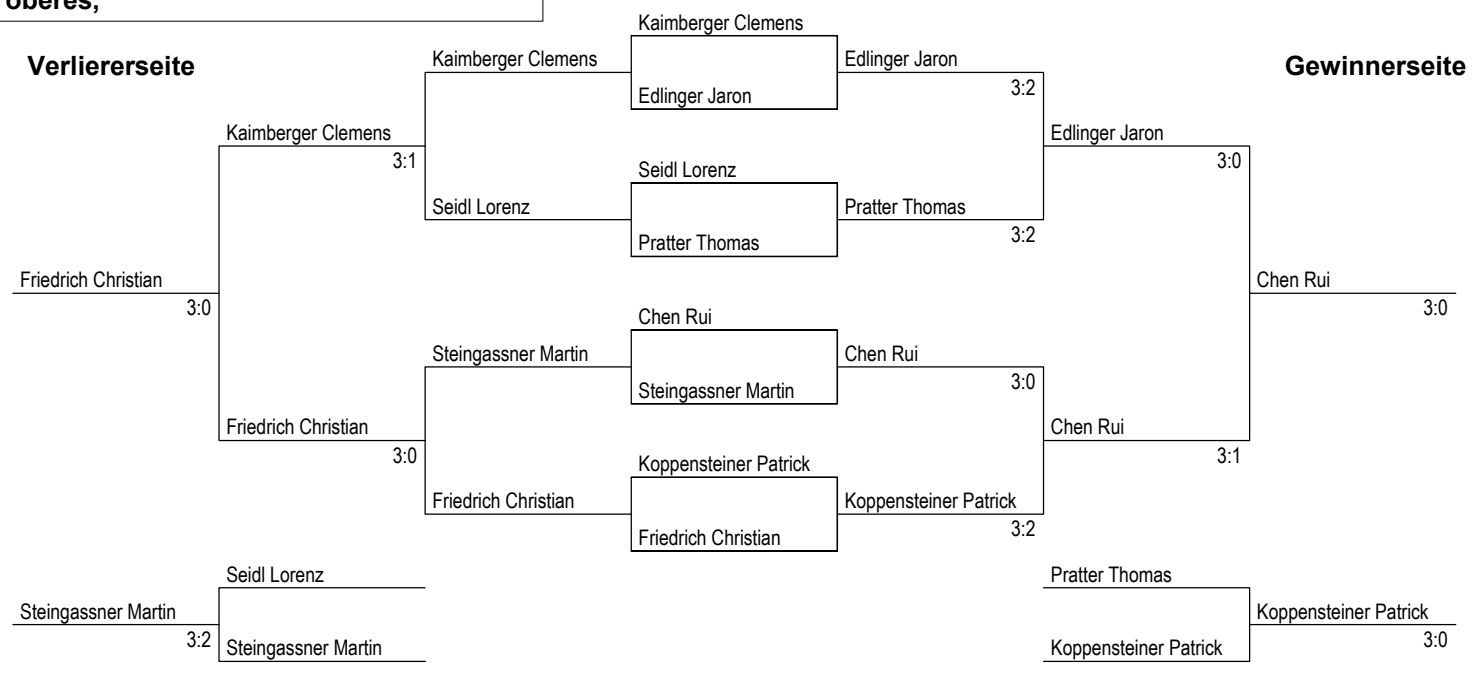 oberes,
Verliererseite
Gewinnerseite
Kaimberger Clemens
Kaimberger Clemens
Edlinger Jaron
3:2
Edlinger Jaron
Kaimberger Clemens
3:1
Edlinger Jaron
3:0
Seidl Lorenz
Seidl Lorenz
Pratter Thomas
3:2
Pratter Thomas
Friedrich Christian
3:0
Chen Rui
3:0
Chen Rui
Steingassner Martin
Chen Rui
3:0
Steingassner Martin
Friedrich Christian
3:0
Chen Rui
3:1
Koppensteiner Patrick
Friedrich Christian
Koppensteiner Patrick
3:2
Friedrich Christian
Seidl Lorenz
Pratter Thomas
Steingassner Martin
3:2
Koppensteiner Patrick
3:0
Steingassner Martin
Koppensteiner Patrick